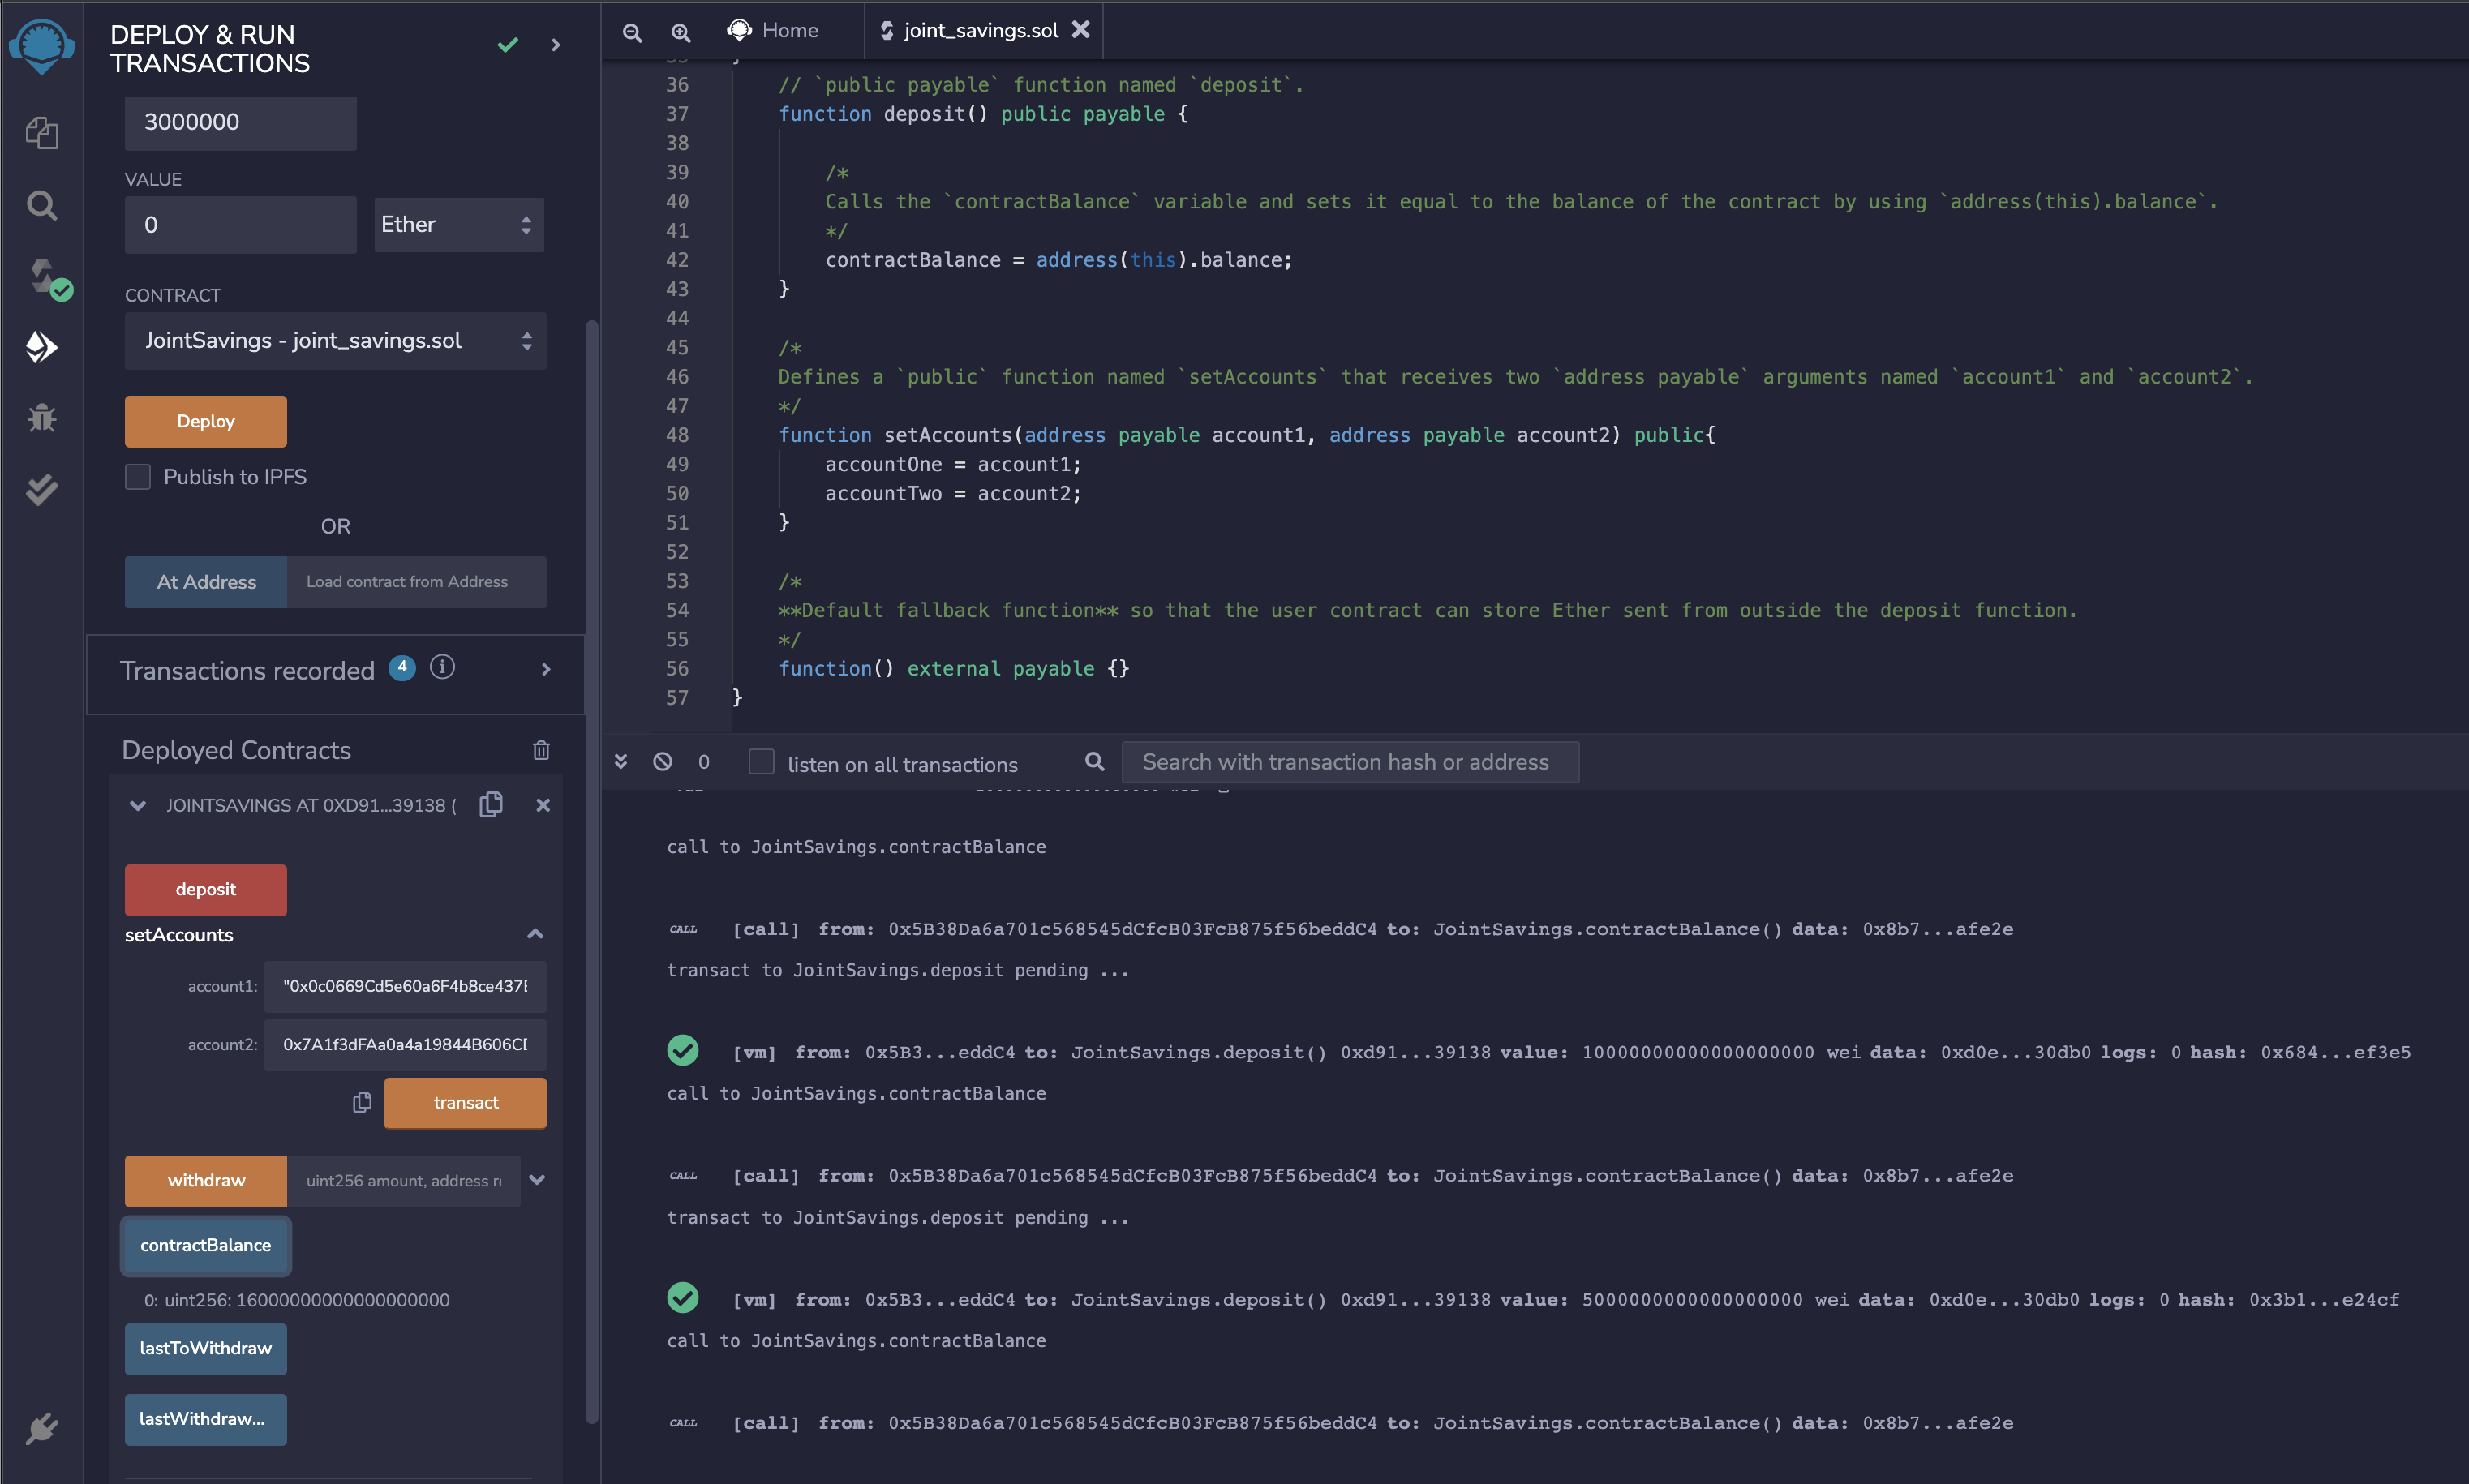 DEPLOY & RUN
TRANSACTIONS
3000000
VALUE
0
Ether
CONTRACT
JointSavings - joint_savings.sol
Deploy
Publish to IPFS
OR
At Address
Load contract from Address
Transactions recorded 4
Deployed Contracts
JOINTSAVINGS AT 0XD91...39138 (
deposit
setAccounts
account1: "0x0c0669Cd5e60a6F4b8ce437E
account2: 0x7A1f3dFAa0a4a19844B606CD
transact
withdraw
uint256 amount, address re
contractBalance
0: uint256: 16000000000000000000
lastToWithdraw
lastWithdraw...
Home
joint_savings.sol
36 // `public payable` function named `deposit`.
37 function deposit() public payable {
38
39 /*
40 Calls the `contractBalance` variable and sets it equal to the balance of the contract by using `address(this).balance`.
41 */
42 contractBalance = address(this).balance;
43 }
44
45 /*
46 Defines a `public` function named `setAccounts` that receives two `address payable` arguments named `account1` and `account2`.
47 */
48 function setAccounts(address payable account1, address payable account2) public{
49 accountOne = account1;
50 accountTwo = account2;
51 }
52
53 /*
54 **Default fallback function** so that the user contract can store Ether sent from outside the deposit function.
55 */
56 function() external payable {}
57 }
0
listen on all transactions
Search with transaction hash or address
call to JointSavings.contractBalance
CALL [call] from: 0x5B38Da6a701c568545dCfcB03FcB875f56beddC4 to: JointSavings.contractBalance() data: 0x8b7...afe2e
transact to JointSavings.deposit pending ...
[vm] from: 0x5B3...eddC4 to: JointSavings.deposit() 0xd91...39138 value: 10000000000000000000 wei data: 0xd0e...30db0 logs: 0 hash: 0x684...ef3e5
call to JointSavings.contractBalance
CALL [call] from: 0x5B38Da6a701c568545dCfcB03FcB875f56beddC4 to: JointSavings.contractBalance() data: 0x8b7...afe2e
transact to JointSavings.deposit pending ...
[vm] from: 0x5B3...eddC4 to: JointSavings.deposit() 0xd91...39138 value: 5000000000000000000 wei data: 0xd0e...30db0 logs: 0 hash: 0x3b1...e24cf
call to JointSavings.contractBalance
CALL [call] from: 0x5B38Da6a701c568545dCfcB03FcB875f56beddC4 to: JointSavings.contractBalance() data: 0x8b7...afe2e